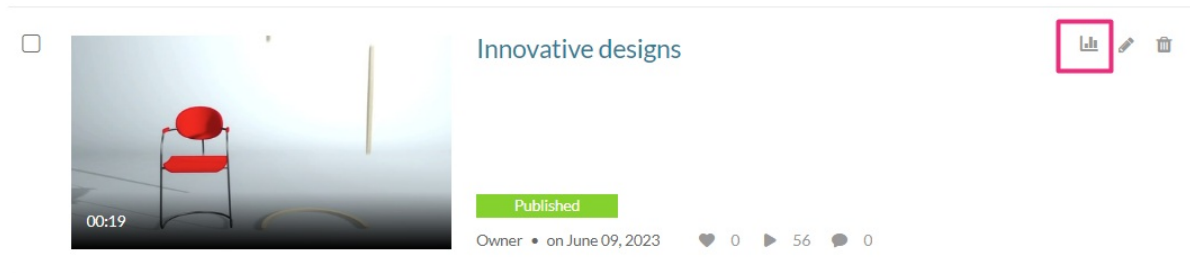 Innovative designs
00:19
Published
Owner • on June 09, 2023 0 56 0